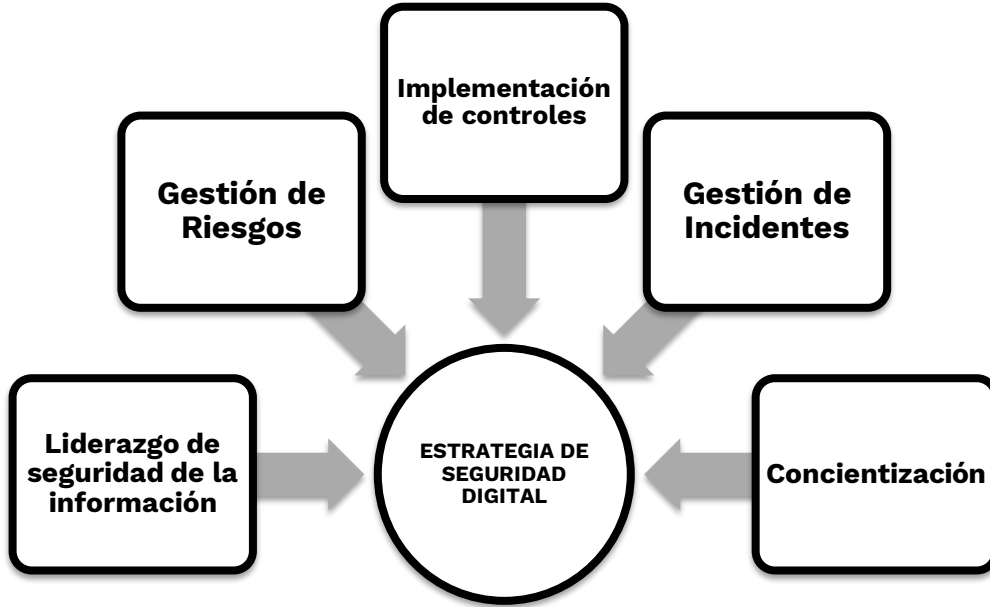 Implementación
de controles
Gestión de
Riesgos
Gestión de
Incidentes
Liderazgo de
seguridad de la
información
ESTRATEGIA DE
SEGURIDAD
DIGITAL
Concientización